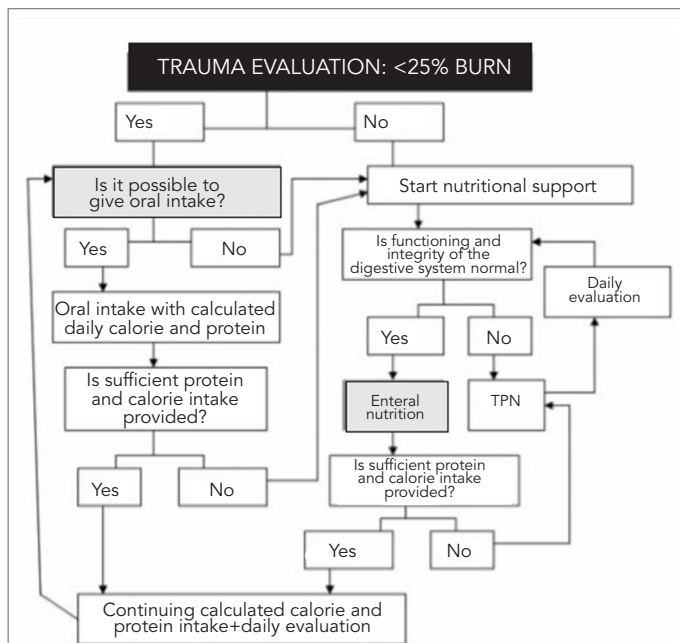 TRAUMA EVALUATION: <25% BURN
Yes
No
Is it possible to
give oral intake?
Start nutritional support
Yes
No
Is functioning and
integrity of the
digestive system normal?
Daily
evaluation
Oral intake with calculated
daily calorie and protein
Yes
No
Is sufficient protein
and calorie intake
provided?
Enteral
nutrition
TPN
Is sufficient protein
and calorie intake
provided?
Yes
No
Yes
No
Continuing calculated calorie and
protein intake+daily evaluation